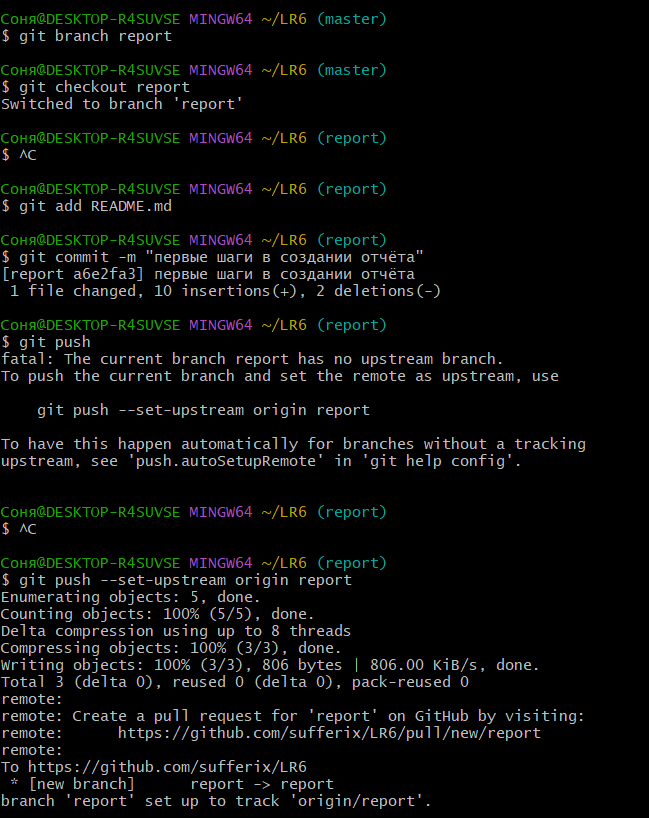 Соня@DESKTOP-R4SUVSE MINGW64 ~/LR6 (master)
$ git branch report
Соня@DESKTOP-R4SUVSE MINGW64 ~/LR6 (master)
$ git checkout report
Switched to branch 'report'
Соня@DESKTOP-R4SUVSE MINGW64 ~/LR6 (report)
$ ^C
Соня@DESKTOP-R4SUVSE MINGW64 ~/LR6 (report)
$ git add README.md
Соня@DESKTOP-R4SUVSE MINGW64 ~/LR6 (report)
$ git commit -m "первые шаги в создании отчёта"
[report a6e2fa3] первые шаги в создании отчёта
 1 file changed, 10 insertions(+), 2 deletions(-)
Соня@DESKTOP-R4SUVSE MINGW64 ~/LR6 (report)
$ git push
fatal: The current branch report has no upstream branch.
To push the current branch and set the remote as upstream, use
    git push --set-upstream origin report
To have this happen automatically for branches without a tracking
upstream, see 'push.autoSetupRemote' in 'git help config'.
Соня@DESKTOP-R4SUVSE MINGW64 ~/LR6 (report)
$ ^C
Соня@DESKTOP-R4SUVSE MINGW64 ~/LR6 (report)
$ git push --set-upstream origin report
Enumerating objects: 5, done.
Counting objects: 100% (5/5), done.
Delta compression using up to 8 threads
Compressing objects: 100% (3/3), done.
Writing objects: 100% (3/3), 806 bytes | 806.00 KiB/s, done.
Total 3 (delta 0), reused 0 (delta 0), pack-reused 0
remote:
remote: Create a pull request for 'report' on GitHub by visiting:
remote:      https://github.com/sufferix/LR6/pull/new/report
remote:
To https://github.com/sufferix/LR6
 * [new branch]      report -> report
branch 'report' set up to track 'origin/report'.